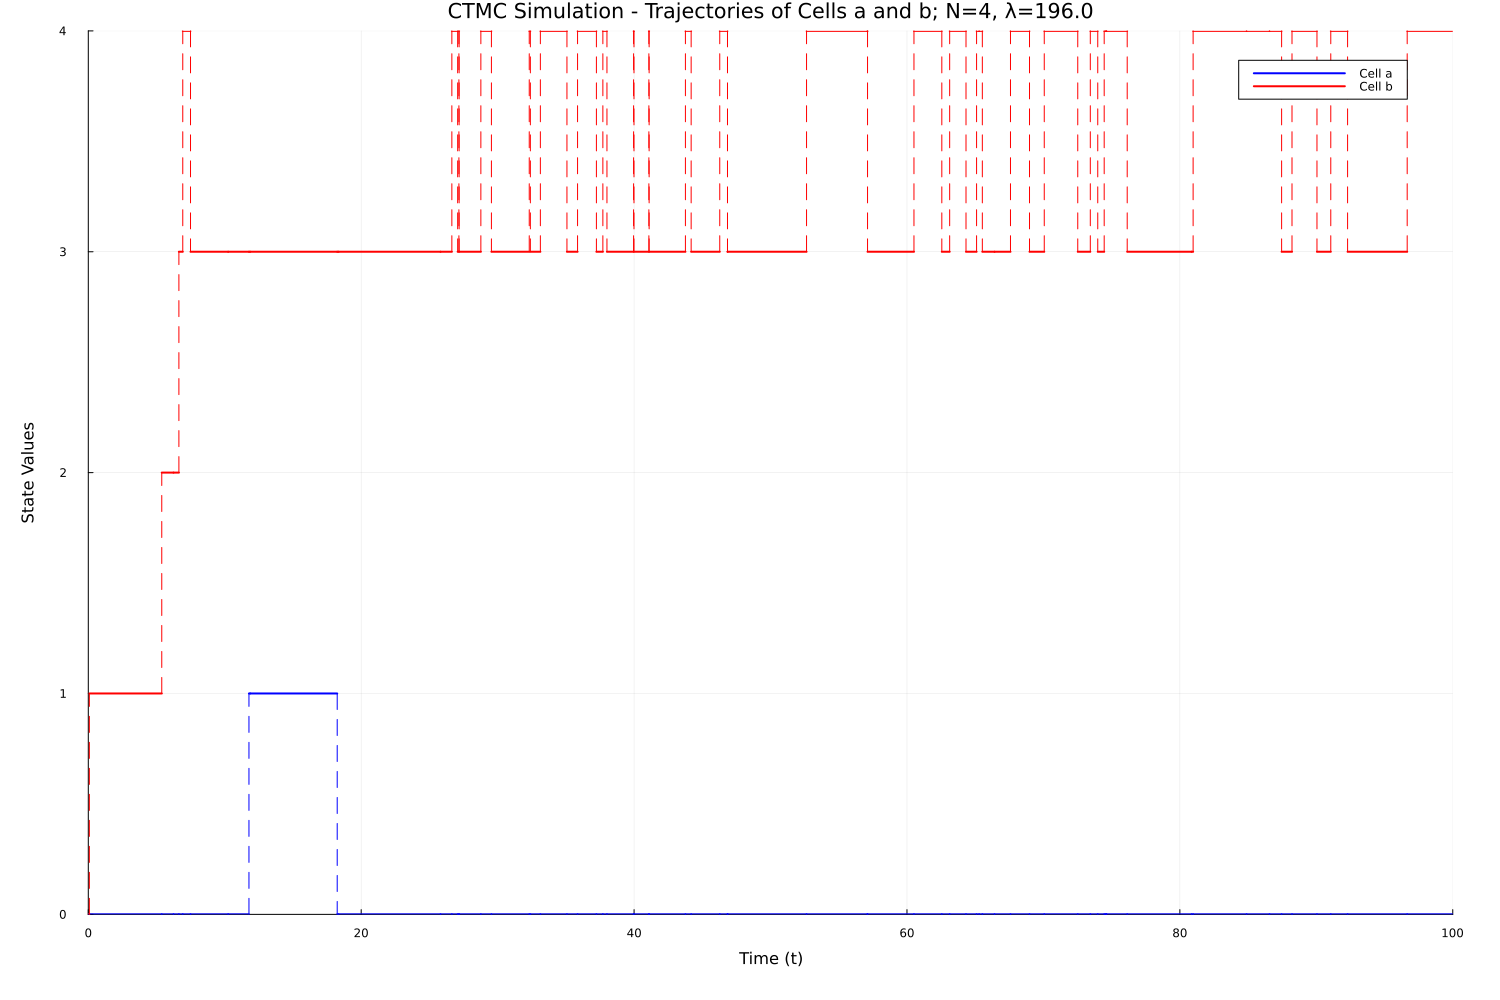 CTMC Simulation - Trajectories of Cells a and b; N=4, λ=196.0
4
Cell a
Cell b
3
State Values
2
1
0
0 20 40 60 80 100
Time (t)